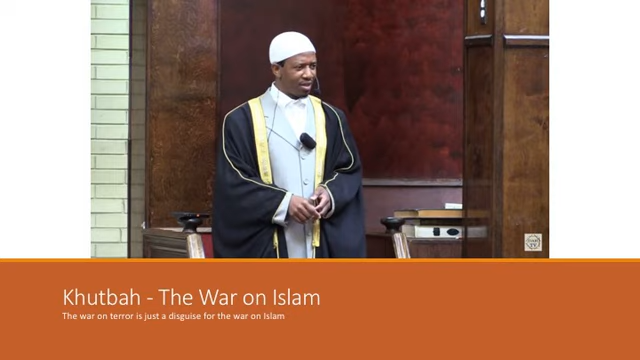 Khutbah - The War on Islam
The war on terror is just a disguise for the war on Islam